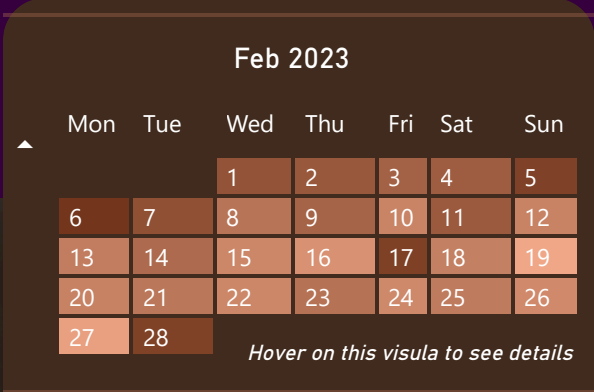 Feb 2023
Mon Tue Wed Thu Fri Sat Sun
1 2 3 4 5
6 7 8 9 10 11 12
13 14 15 16 17 18 19
20 21 22 23 24 25 26
27 28
Hover on this visula to see details